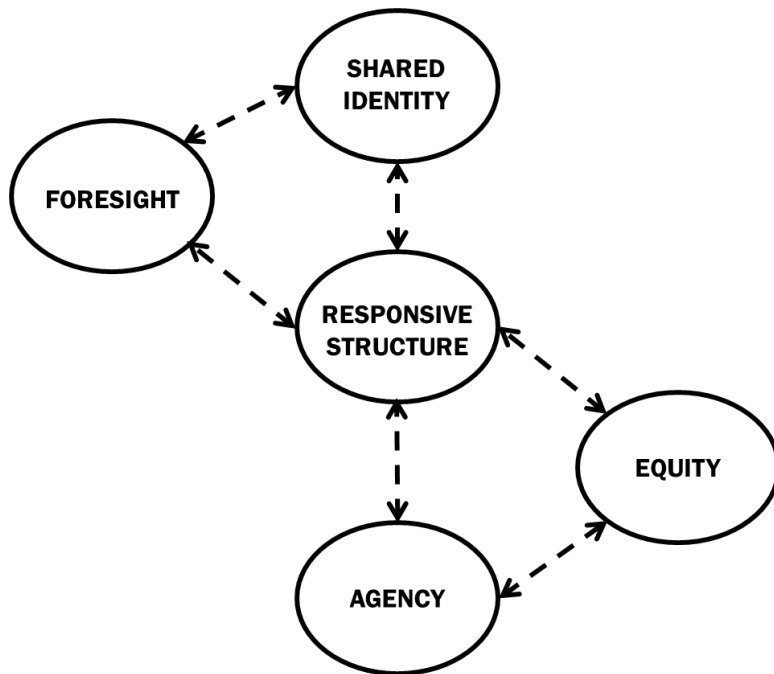 SHARED
IDENTITY
FORESIGHT
RESPONSIVE
STRUCTURE
EQUITY
AGENCY